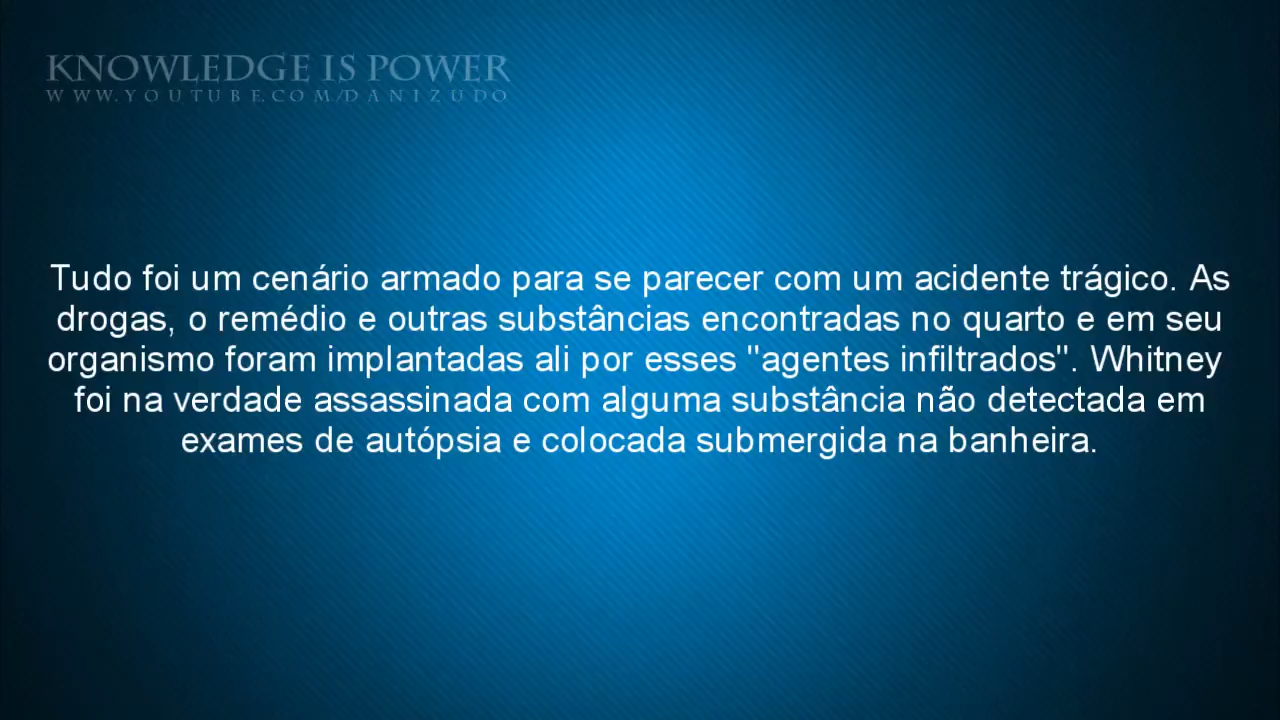 KNOWLEDGE IS POWER
WWW.YOUTUBE.COM/DANIZUDO
Tudo foi um cenário armado para se parecer com um acidente trágico. As
drogas, o remédio e outras substâncias encontradas no quarto e em seu
organismo foram implantadas ali por esses "agentes infiltrados". Whitney
foi na verdade assassinada com alguma substância não detectada em
exames de autópsia e colocada submergida na banheira.